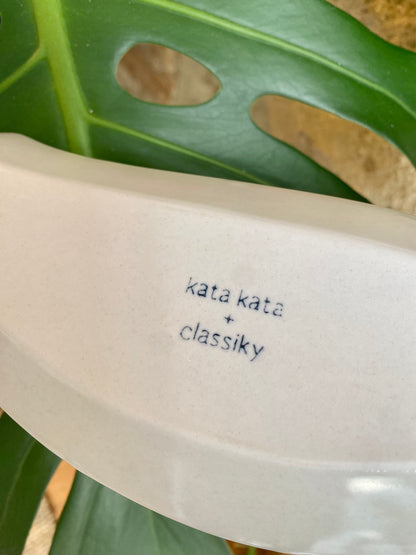 kata kata
+
classiky